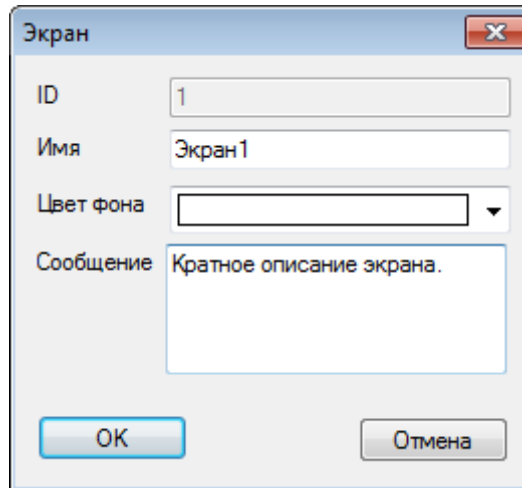 Экран
ID 1
Имя Экран1
Цвет фона
Сообщение Кратное описание экрана.
OK Отмена